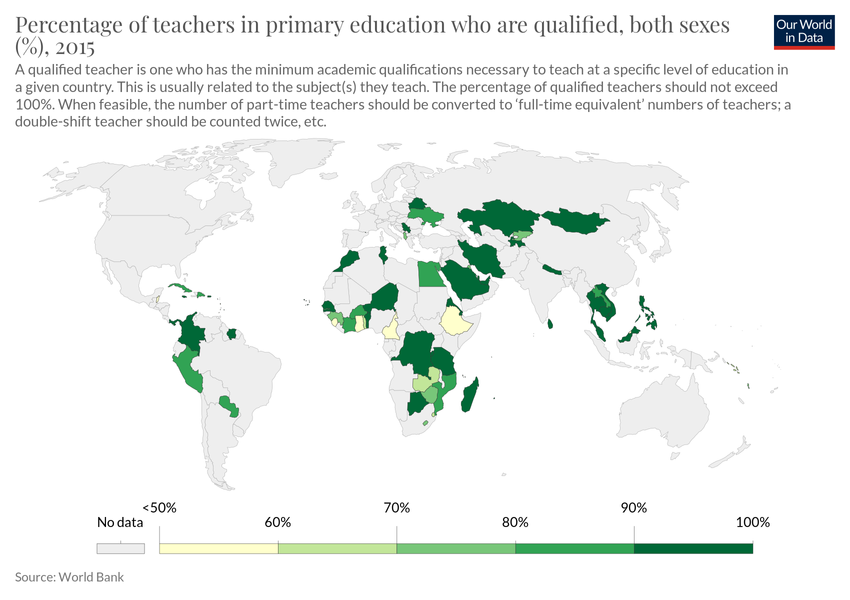 Percentage of teachers in primary education who are qualified, both sexes
(%), 2015
Our World
in Data
A qualified teacher is one who has the minimum academic qualifications necessary to teach at a specific level of education in
a given country. This is usually related to the subject(s) they teach. The percentage of qualified teachers should not exceed
100%. When feasible, the number of part-time teachers should be converted to ‘full-time equivalent’ numbers of teachers; a
double-shift teacher should be counted twice, etc.
<50% 70% 90%
No data 60% 80% 100%
Source: World Bank